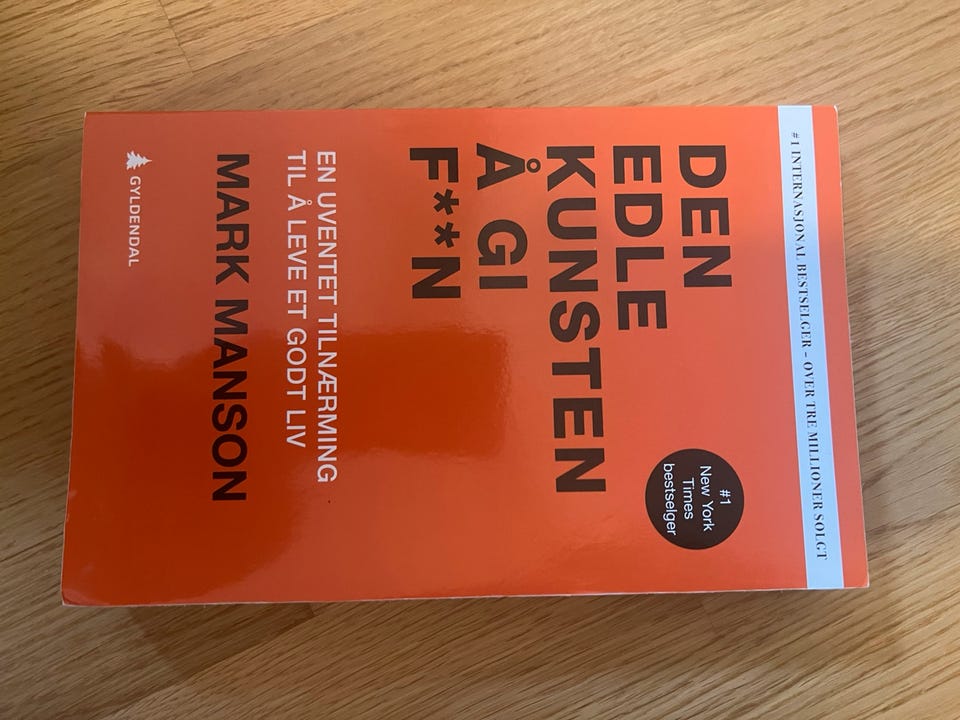 #1 INTERNASJONAL BESTSELGER – OVER TRE MILLIONER SOLGT
DEN
EDLE
KUNSTEN
Å GI
F**N
#1
New York
Times
bestselger
EN UVENTET TILNÆRMING
TIL Å LEVE ET GODT LIV
MARK MANSON
GYLDENDAL